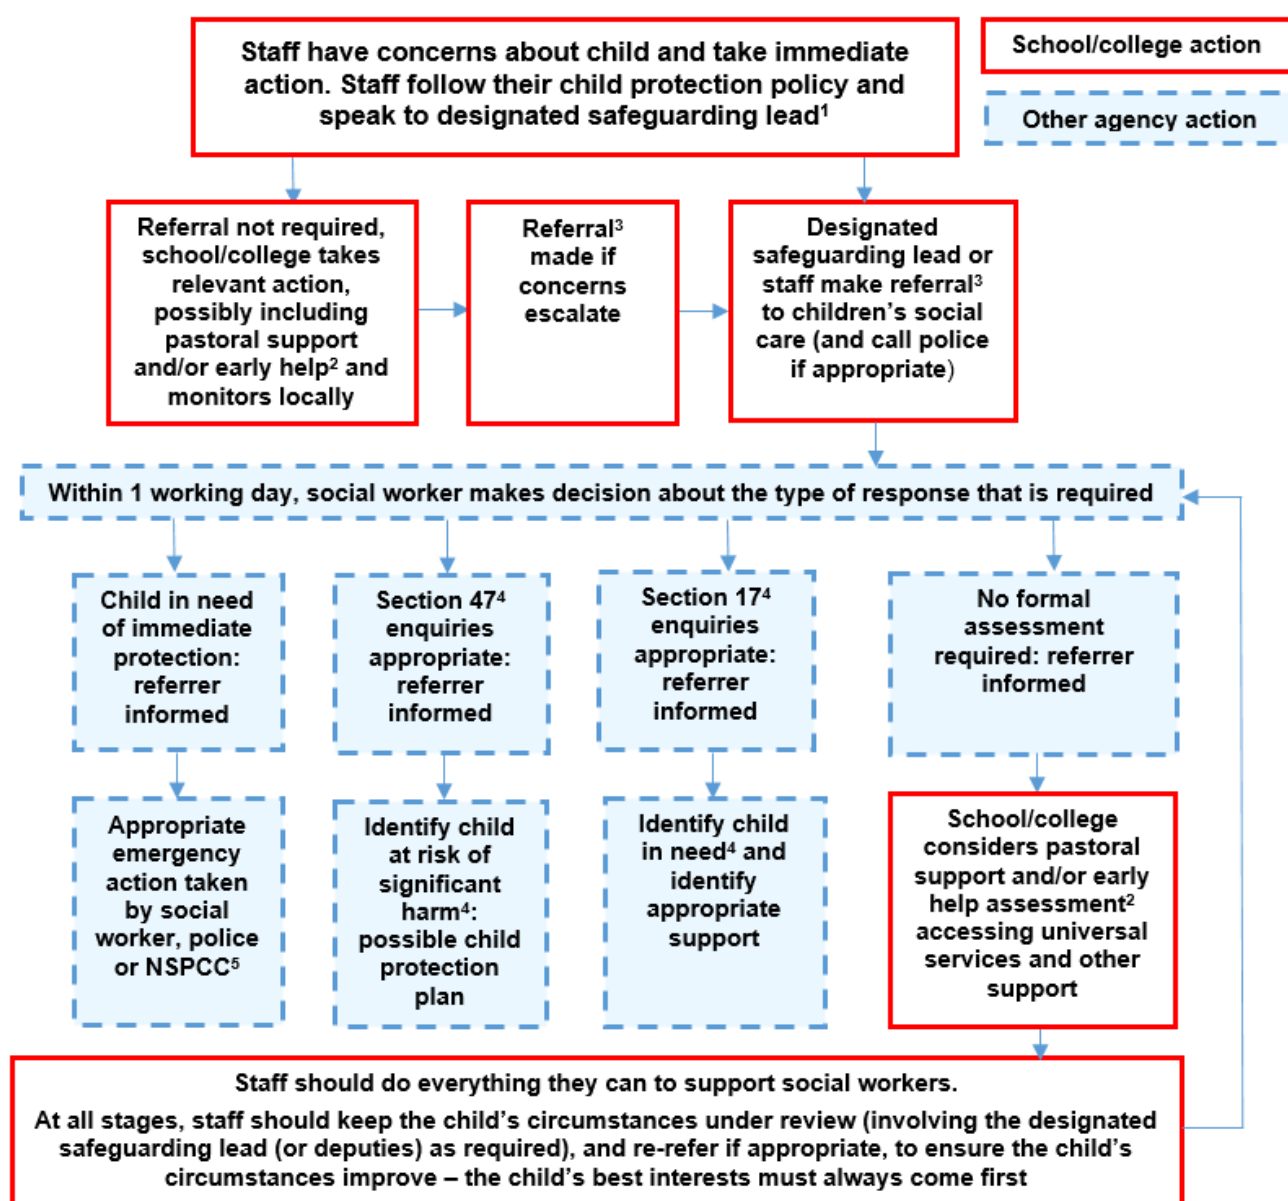 Staff have concerns about child and take immediate
action. Staff follow their child protection policy and
speak to designated safeguarding lead¹
School/college action
Other agency action
Referral not required,
school/college takes
relevant action,
possibly including
pastoral support
and/or early help² and
monitors locally
Referral³
made if
concerns
escalate
Designated
safeguarding lead or
staff make referral³
to children’s social
care (and call police
if appropriate)
Within 1 working day, social worker makes decision about the type of response that is required
Child in need
of immediate
protection:
referrer
informed
Section 47⁴
enquiries
appropriate:
referrer
informed
Section 17⁴
enquiries
appropriate:
referrer
informed
No formal
assessment
required: referrer
informed
Appropriate
emergency
action taken
by social
worker, police
or NSPCC⁵
Identify child
at risk of
significant
harm⁴:
possible child
protection
plan
Identify child
in need⁴ and
identify
appropriate
support
School/college
considers pastoral
support and/or early
help assessment²
accessing universal
services and other
support
Staff should do everything they can to support social workers.
At all stages, staff should keep the child’s circumstances under review (involving the designated
safeguarding lead (or deputies) as required), and re-refer if appropriate, to ensure the child’s
circumstances improve – the child’s best interests must always come first